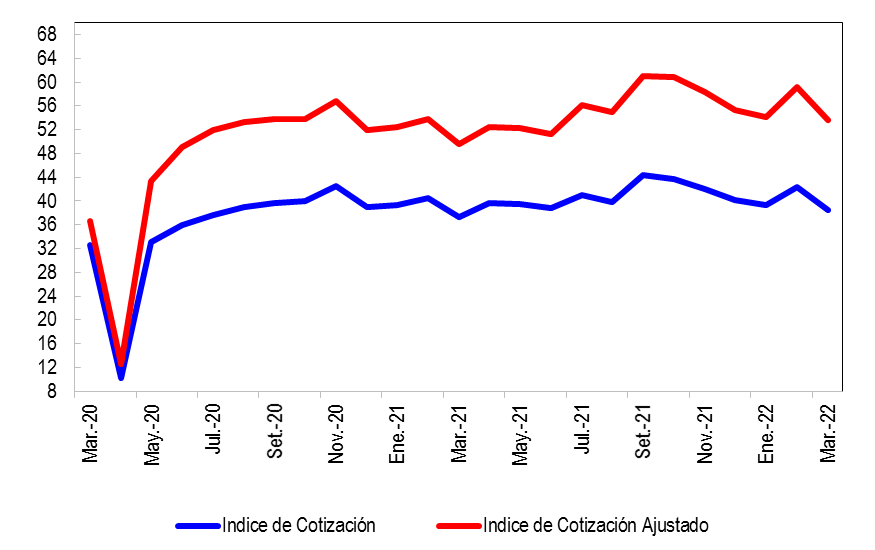 68
64
60
56
52
48
44
40
36
32
28
24
20
16
12
8
Mar.-20
May.-20
Jul.-20
Set.-20
Nov.-20
Ene.-21
Mar.-21
May.-21
Jul.-21
Set.-21
Nov.-21
Ene.-22
Mar.-22
Indice de Cotización
Indice de Cotización Ajustado